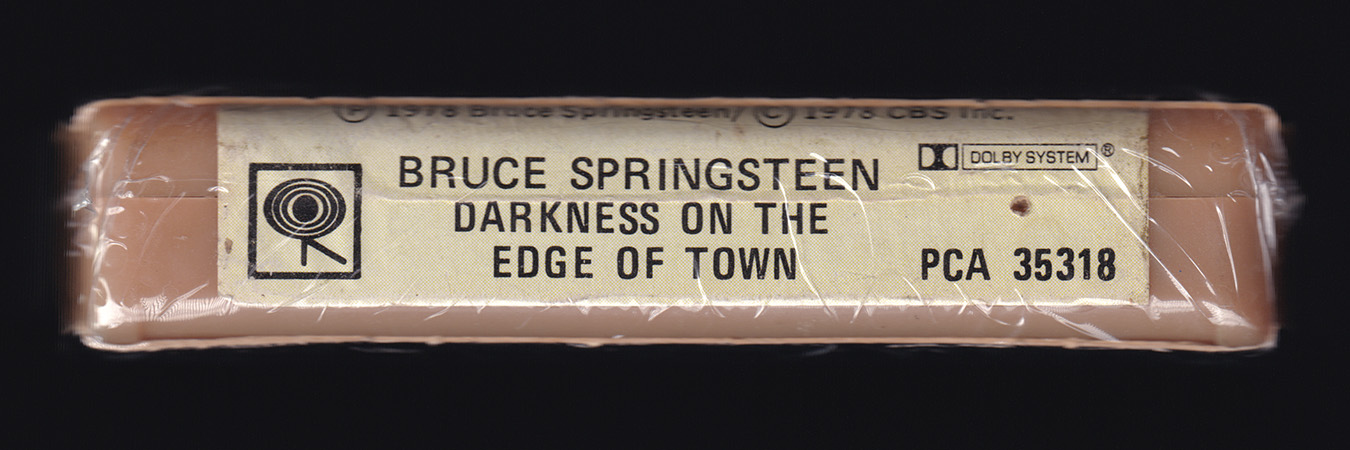 ℗ 1978 Bruce Springsteen/ © 1978 CBS Inc.
BRUCE SPRINGSTEEN
DOLBY SYSTEM ®
DARKNESS ON THE
EDGE OF TOWN
PCA 35318